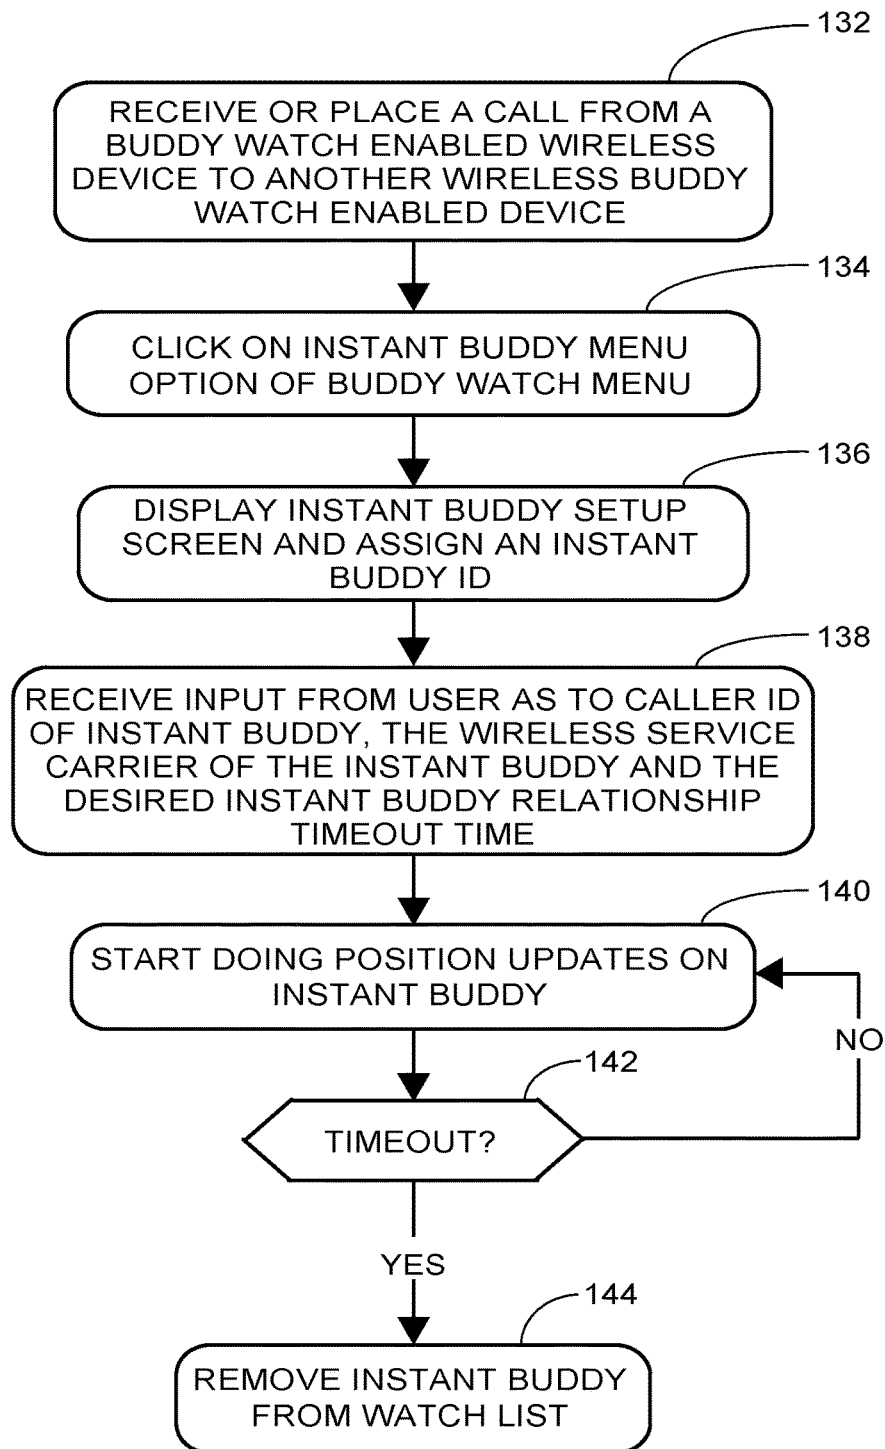 132
RECEIVE OR PLACE A CALL FROM A
BUDDY WATCH ENABLED WIRELESS
DEVICE TO ANOTHER WIRELESS BUDDY
WATCH ENABLED DEVICE
134
CLICK ON INSTANT BUDDY MENU
OPTION OF BUDDY WATCH MENU
136
DISPLAY INSTANT BUDDY SETUP
SCREEN AND ASSIGN AN INSTANT
BUDDY ID
138
RECEIVE INPUT FROM USER AS TO CALLER ID
OF INSTANT BUDDY, THE WIRELESS SERVICE
CARRIER OF THE INSTANT BUDDY AND THE
DESIRED INSTANT BUDDY RELATIONSHIP
TIMEOUT TIME
140
START DOING POSITION UPDATES ON
INSTANT BUDDY
NO
142
TIMEOUT?
YES
144
REMOVE INSTANT BUDDY
FROM WATCH LIST